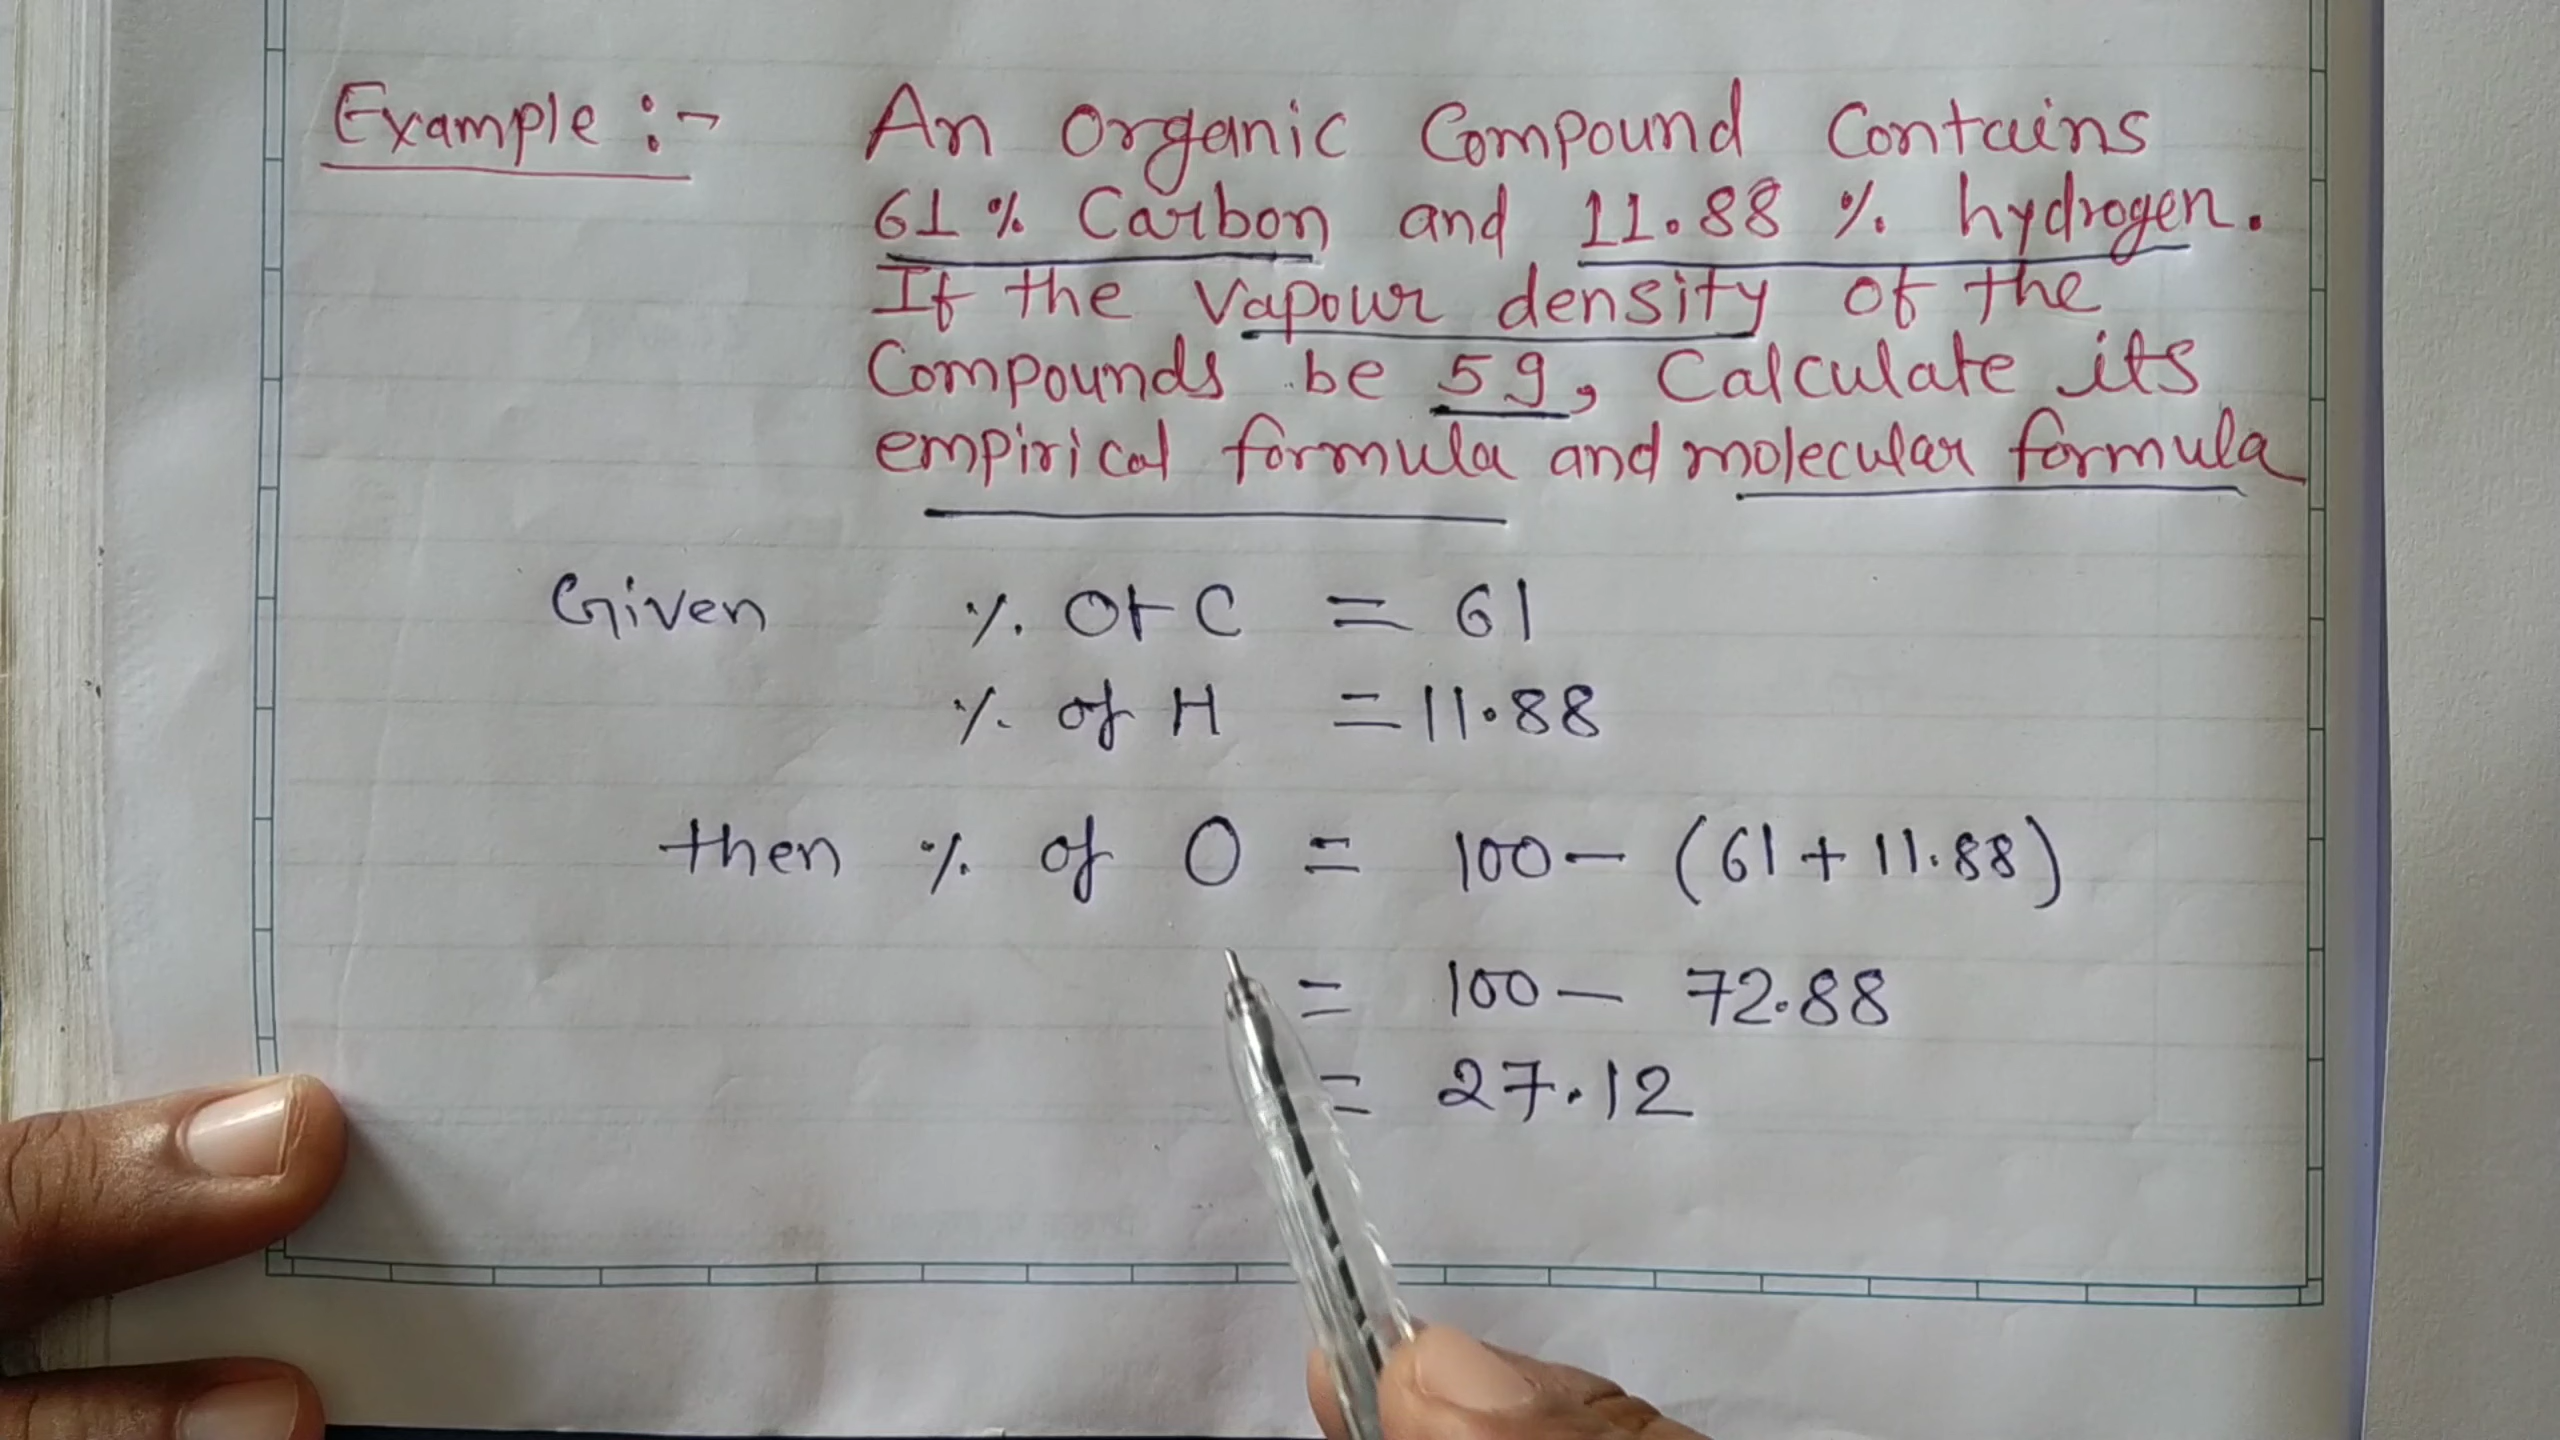 Example :- An Organic Compound Contains
61 % Carbon and 11.88 % hydrogen.
If the Vapour density of the
Compounds be 59, Calculate its
empirical formula and molecular formula
Given % of C = 61
% of H = 11.88
then % of O = 100 - (61 + 11.88)
= 100 - 72.88
= 27.12